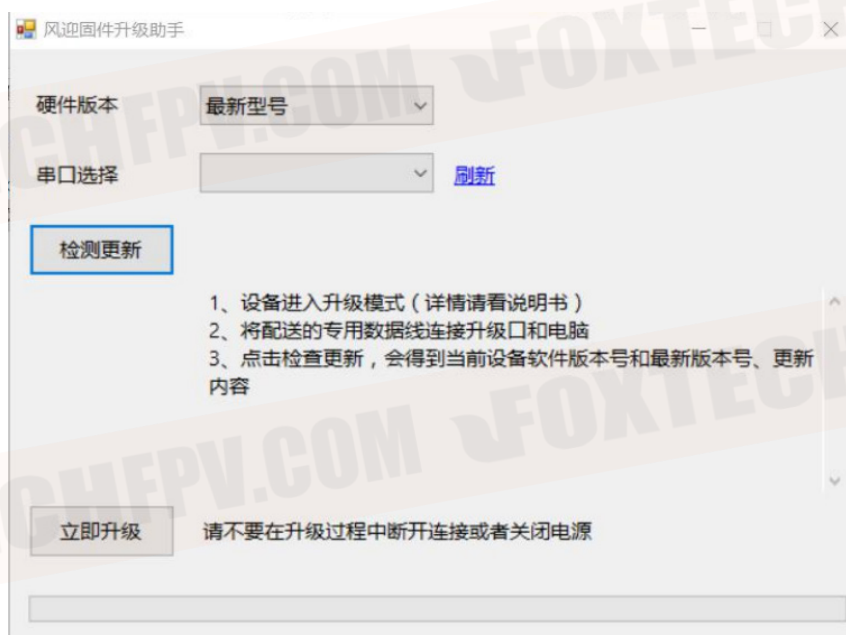 风迎固件升级助手
硬件版本 最新型号
串口选择 刷新
检测更新
1、设备进入升级模式（详情请看说明书）
2、将配送的专用数据线连接升级口和电脑
3、点击检查更新，会得到当前设备软件版本号和最新版本号、更新
内容
立即升级 请不要在升级过程中断开连接或者关闭电源
CHFPV.COM FOXTECH
CHFPV.COM FOXTECH